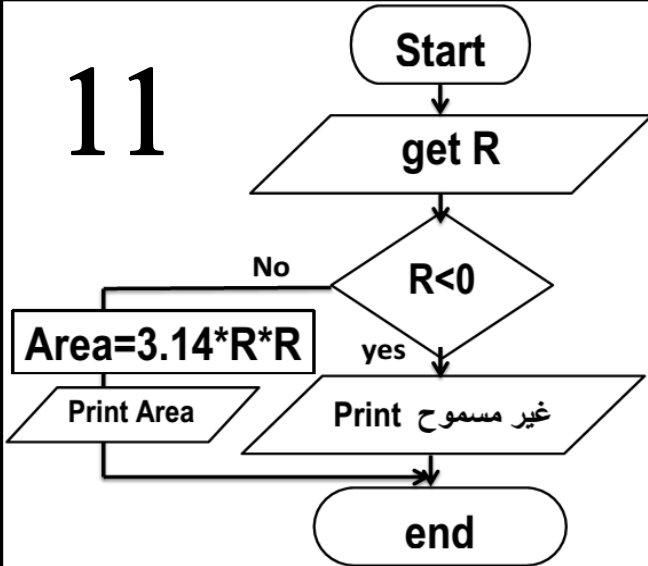 11
Start
get R
R<0
No
Area=3.14*R*R
Print Area
yes
Print غير مسموح
end